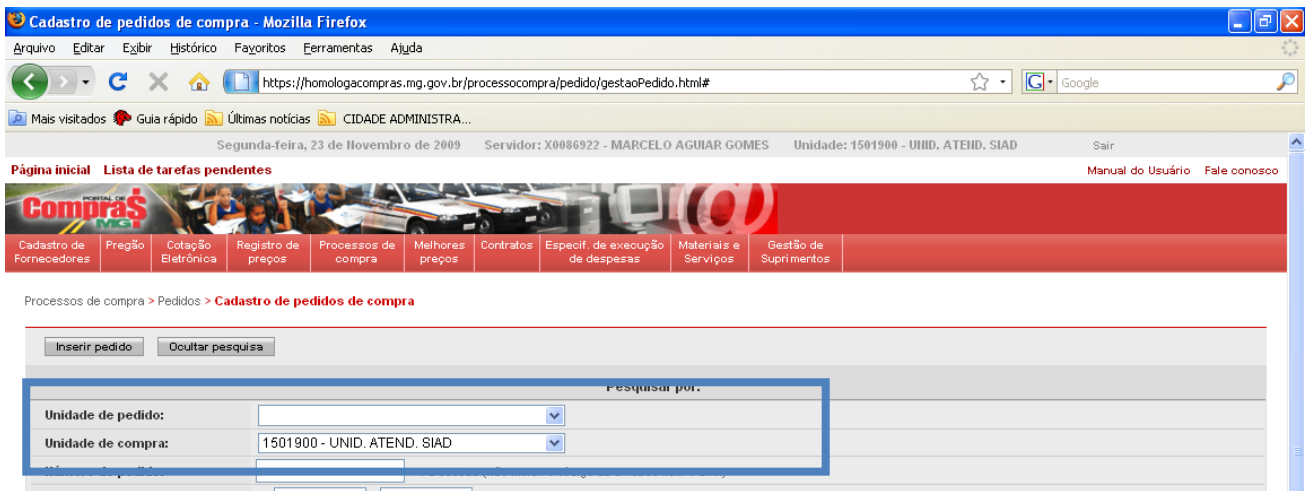 Cadastro de pedidos de compra - Mozilla Firefox
Arquivo Editar Exibir Histórico Favoritos Ferramentas Ajuda
https://homologacompras.mg.gov.br/processocompra/pedido/gestaoPedido.html#
G Google
Mais visitados Guia rápido Últimas notícias CIDADE ADMINISTRA...
Segunda-feira, 23 de Novembro de 2009 Servidor: X0086922 - MARCELO AGUIAR GOMES Unidade: 1501900 - UNID. ATEND. SIAD Sair
Página inicial Lista de tarefas pendentes Manual do Usuário Fale conosco
PORTAL DE
Compras
MG
@
Cadastro de Fornecedores Pregão Cotação Eletrônica Registro de preços Processos de compra Melhores preços Contratos Especif. de execução de despesas Materiais e Serviços Gestão de Suprimentos
Processos de compra > Pedidos > Cadastro de pedidos de compra
Inserir pedido Ocultar pesquisa
Pesquisar por:
Unidade de pedido:
Unidade de compra: 1501900 - UNID. ATEND. SIAD